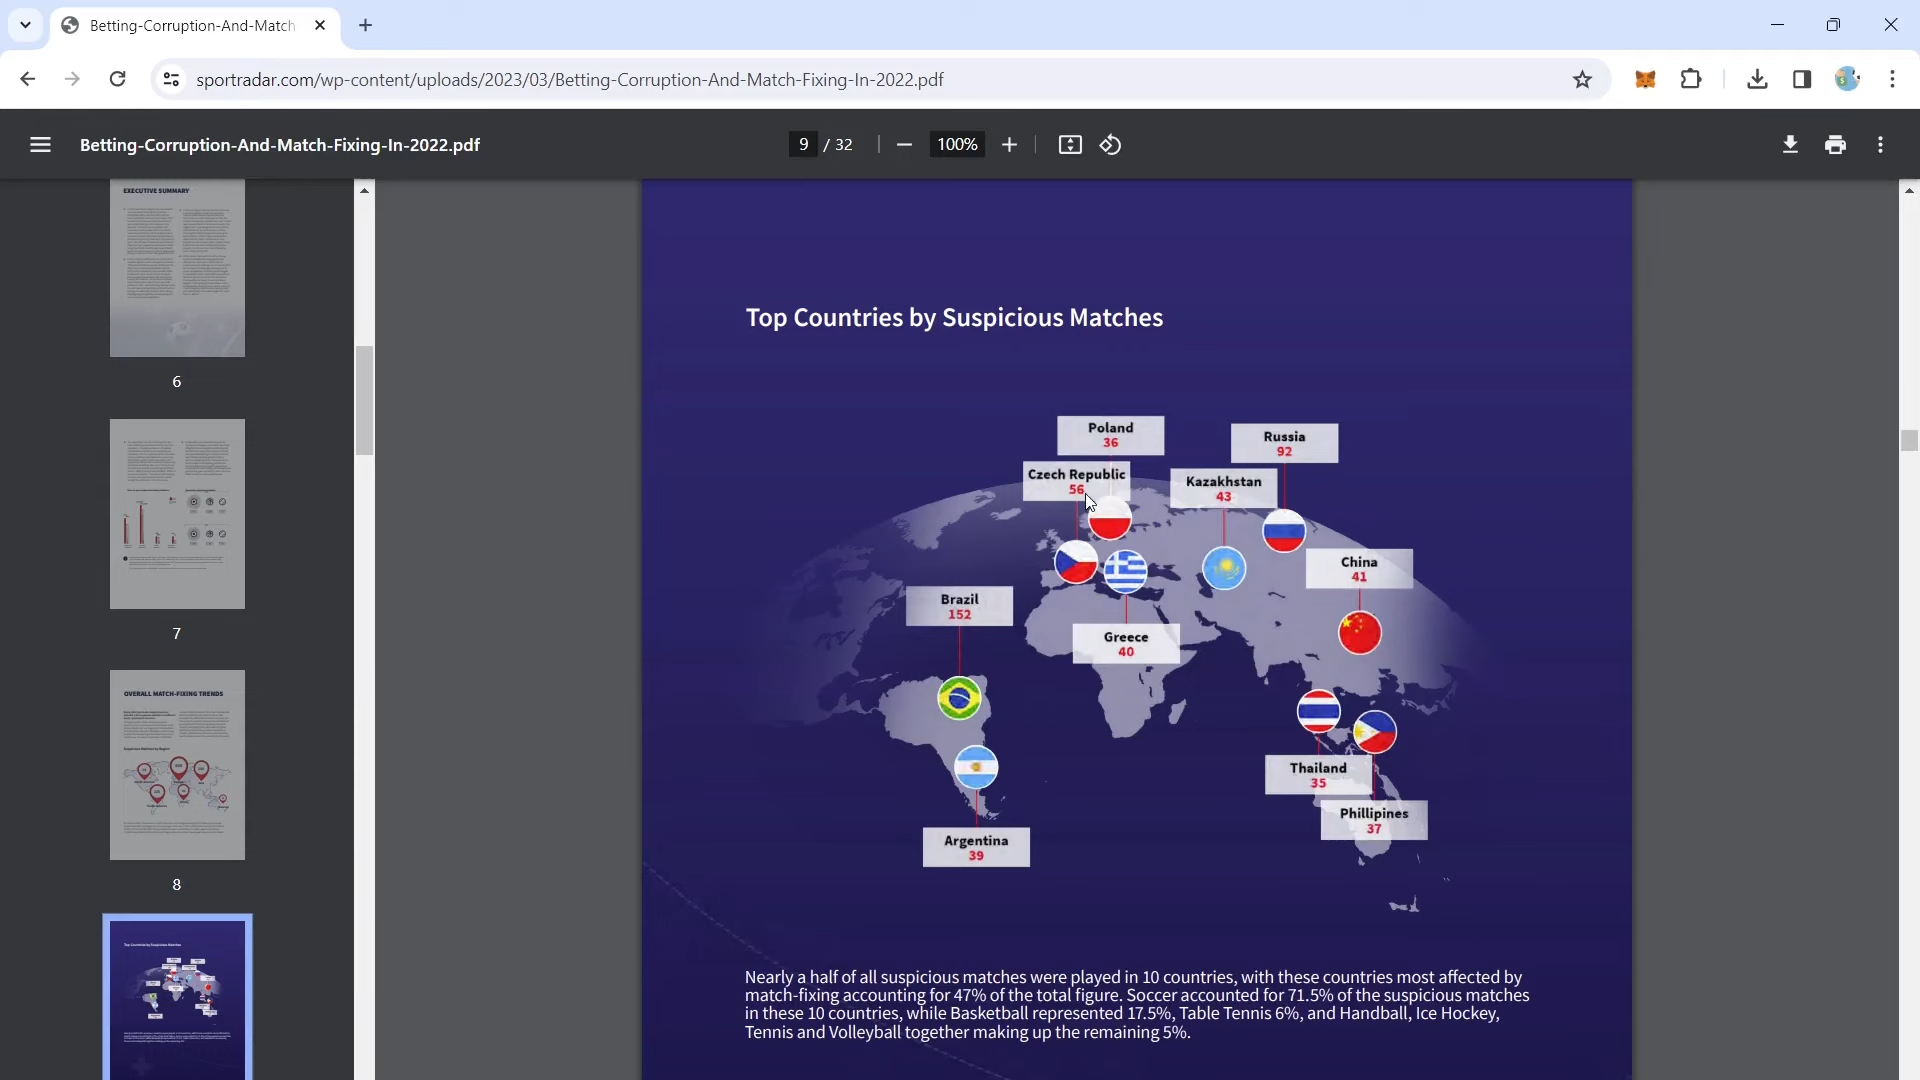 Betting-Corruption-And-Match
sportradar.com/wp-content/uploads/2023/03/Betting-Corruption-And-Match-Fixing-In-2022.pdf
Betting-Corruption-And-Match-Fixing-In-2022.pdf
9 / 32
100%
EXECUTIVE SUMMARY
6
7
OVERALL MATCH-FIXING TRENDS
8
Top Countries by Suspicious Matches
Poland
36
Russia
92
Czech Republic
56
Kazakhstan
43
China
41
Brazil
152
Greece
40
Thailand
35
Phillipines
37
Argentina
39
Nearly a half of all suspicious matches were played in 10 countries, with these countries most affected by
match-fixing accounting for 47% of the total figure. Soccer accounted for 71.5% of the suspicious matches
in these 10 countries, while Basketball represented 17.5%, Table Tennis 6%, and Handball, Ice Hockey,
Tennis and Volleyball together making up the remaining 5%.